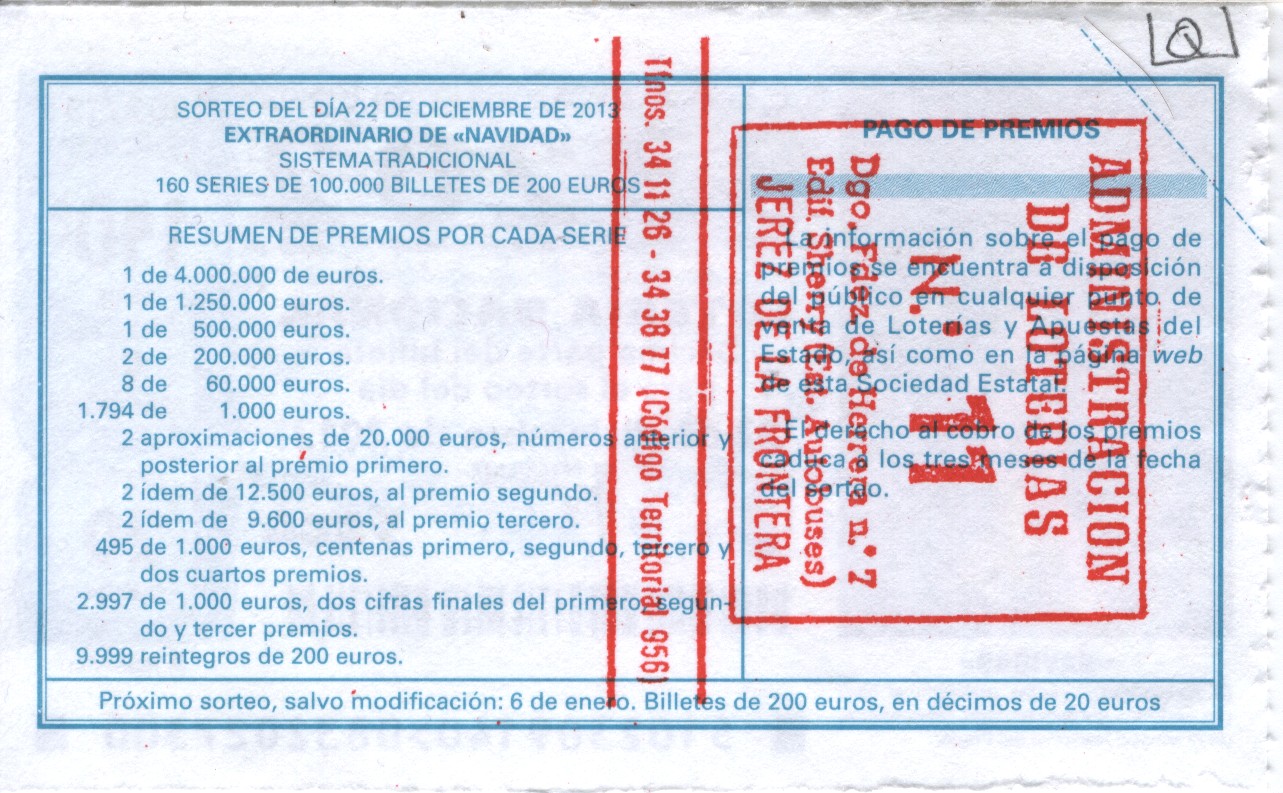 Q
SORTEO DEL DÍA 22 DE DICIEMBRE DE 2013
EXTRAORDINARIO DE «NAVIDAD»
SISTEMA TRADICIONAL
160 SERIES DE 100.000 BILLETES DE 200 EUROS
RESUMEN DE PREMIOS POR CADA SERIE
1 de 4.000.000 de euros.
1 de 1.250.000 euros.
1 de 500.000 euros.
2 de 200.000 euros.
8 de 60.000 euros.
1.794 de 1.000 euros.
2 aproximaciones de 20.000 euros, números anterior y
posterior al premio primero.
2 ídem de 12.500 euros, al premio segundo.
2 ídem de 9.600 euros, al premio tercero.
495 de 1.000 euros, centenas primero, segundo, tercero y
dos cuartos premios.
2.997 de 1.000 euros, dos cifras finales del primero, segun-
do y tercer premios.
9.999 reintegros de 200 euros.
PAGO DE PREMIOS
La información sobre el pago de
premios se encuentra a disposición
del público en cualquier punto de
venta de Loterías y Apuestas del
Estado, así como en la página web
de esta Sociedad Estatal.
El derecho al cobro de los premios
caduca a los tres meses de la fecha
del sorteo.
Próximo sorteo, salvo modificación: 6 de enero. Billetes de 200 euros, en décimos de 20 euros
ADMINISTRACION
DE LOTERIAS
N.: 11
Dgo. Fdez. de Herrera n.º 7
Edif. Sherry (Est. Autobuses)
JEREZ DE LA FRONTERA
Tfnos. 34 11 26 - 34 38 77 (Código Territorial 956)